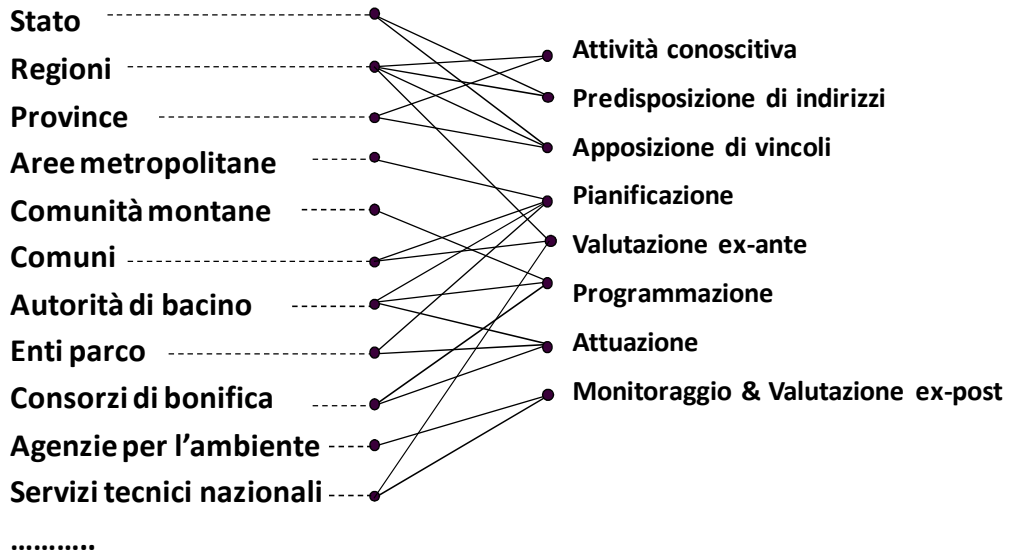 Stato
Regioni
Province
Aree metropolitane
Comunità montane
Comuni
Autorità di bacino
Enti parco
Consorzi di bonifica
Agenzie per l’ambiente
Servizi tecnici nazionali
………..
Attività conoscitiva
Predisposizione di indirizzi
Apposizione di vincoli
Pianificazione
Valutazione ex-ante
Programmazione
Attuazione
Monitoraggio & Valutazione ex-post